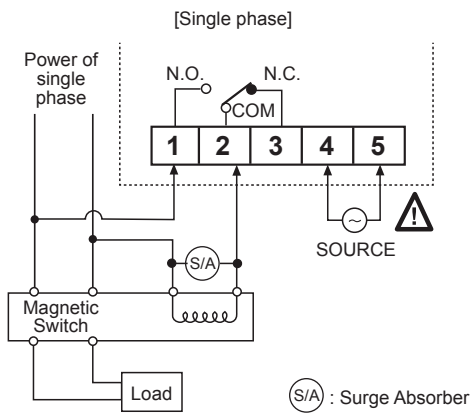 [Single phase]
Power of
single
phase
N.O.
N.C.
COM
1 2 3 4 5
SOURCE
S/A
Magnetic
Switch
Load
S/A : Surge Absorber